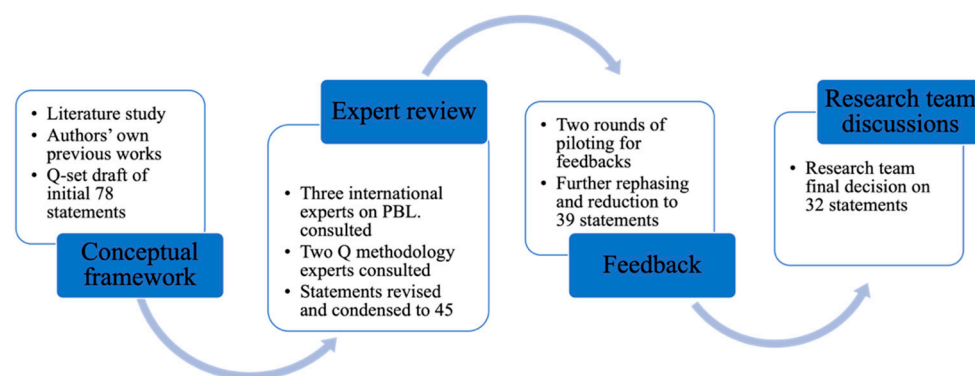 • Literature study
• Authors' own
previous works
• Q-set draft of
initial 78
statements
Conceptual
framework
Expert review
• Three international
experts on PBL.
consulted
• Two Q methodology
experts consulted
• Statements revised
and condensed to 45
• Two rounds of
piloting for
feedbacks
• Further rephasing
and reduction to
39 statements
Feedback
Research team
discussions
• Research team
final decision on
32 statements